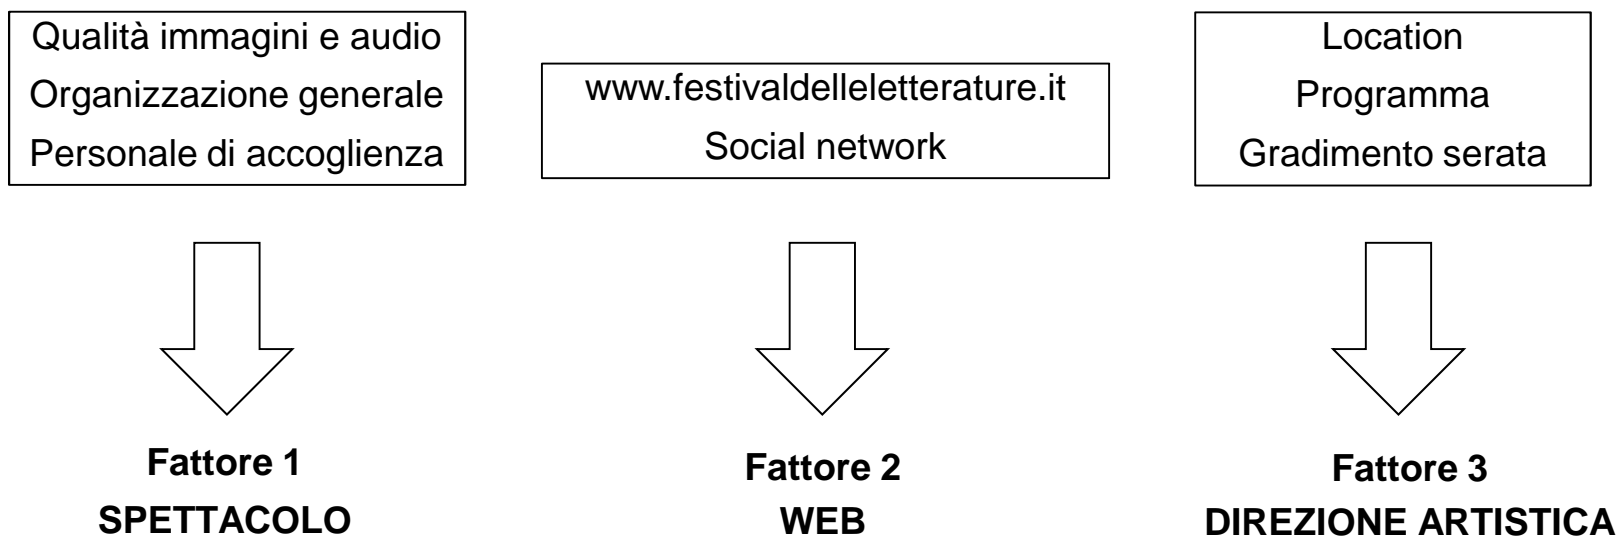 Qualità immagini e audio
Organizzazione generale
Personale di accoglienza
www.festivaldelleletterature.it
Social network
Location
Programma
Gradimento serata
Fattore 1
SPETTACOLO
Fattore 2
WEB
Fattore 3
DIREZIONE ARTISTICA